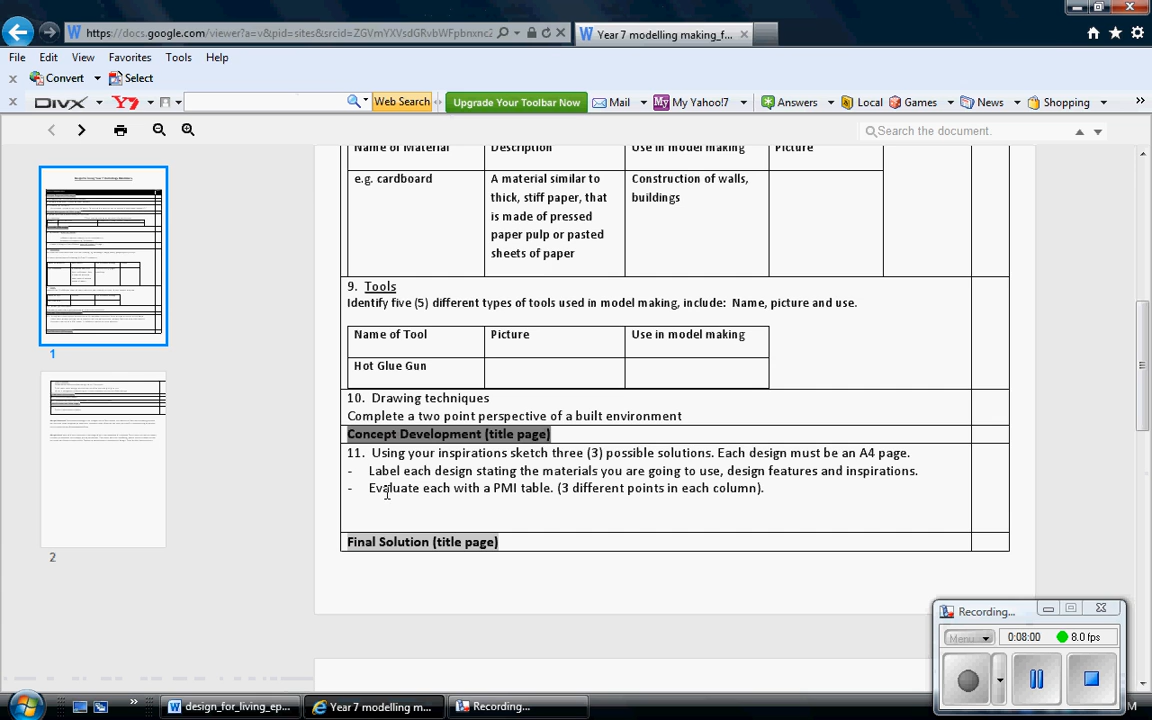 https://docs.google.com/viewer?a=v&pid=sites&srcid=ZGVmYXVsdGRvbWFpbnxnc2
Year 7 modelling making_f...
File Edit View Favorites Tools Help
x Convert Select
x DivX Y7 Web Search Upgrade Your Toolbar Now Mail My Yahoo!7 Answers Local Games News Shopping
Search the document.
Name of Material Description Use in model making Picture
e.g. cardboard A material similar to Construction of walls,
thick, stiff paper, that buildings
is made of pressed
paper pulp or pasted
sheets of paper
9. Tools
Identify five (5) different types of tools used in model making, include: Name, picture and use.
Name of Tool Picture Use in model making
Hot Glue Gun
10. Drawing techniques
Complete a two point perspective of a built environment
Concept Development (title page)
11. Using your inspirations sketch three (3) possible solutions. Each design must be an A4 page.
- Label each design stating the materials you are going to use, design features and inspirations.
- Evaluate each with a PMI table. (3 different points in each column).
Final Solution (title page)
1
2
Recording...
Menu 0:08:00 8.0 fps
design_for_living_ep... Year 7 modelling m... Recording...